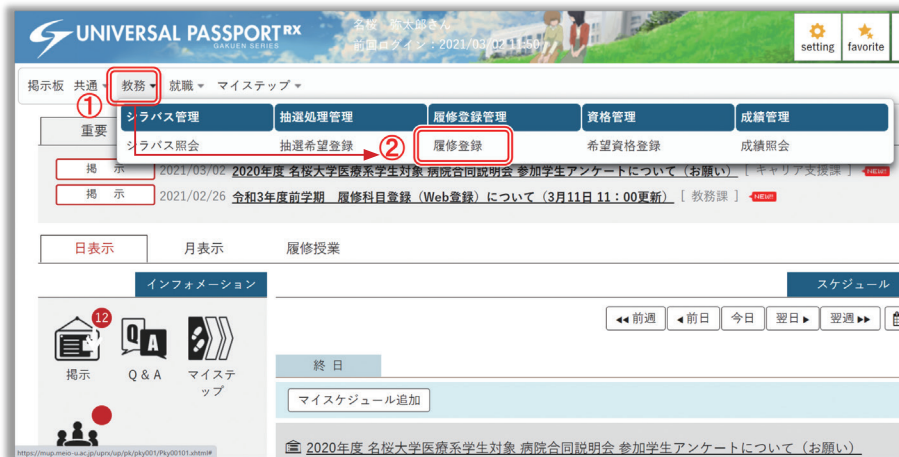 UNIVERSAL PASSPORT RX
GAKUEN SERIES
前回ログイン：2021/03/02 11:50
setting favorite
掲示板 共通 教務 就職 マイステップ
①
シラバス管理 抽選処理管理 履修登録管理 資格管理 成績管理
重要
シラバス照会 抽選希望登録 ② 履修登録 希望資格登録 成績照会
掲 示 2021/03/02 2020年度 名桜大学医療系学生対象 病院合同説明会 参加学生アンケートについて（お願い） [ キャリア支援課 ] NEW!!
掲 示 2021/02/26 令和3年度前学期 履修科目登録（Web登録）について（3月11日 11：00更新） [ 教務課 ] NEW!!
日表示 月表示 履修授業
インフォメーション スケジュール
前週 前日 今日 翌日 翌週
12
Q A
掲示 Q & A マイステップ
終 日
マイスケジュール追加
2020年度 名桜大学医療系学生対象 病院合同説明会 参加学生アンケートについて（お願い）
https://mup.meio-u.ac.jp/uprx/up/pk/pky001/Pky00101.xhtml#